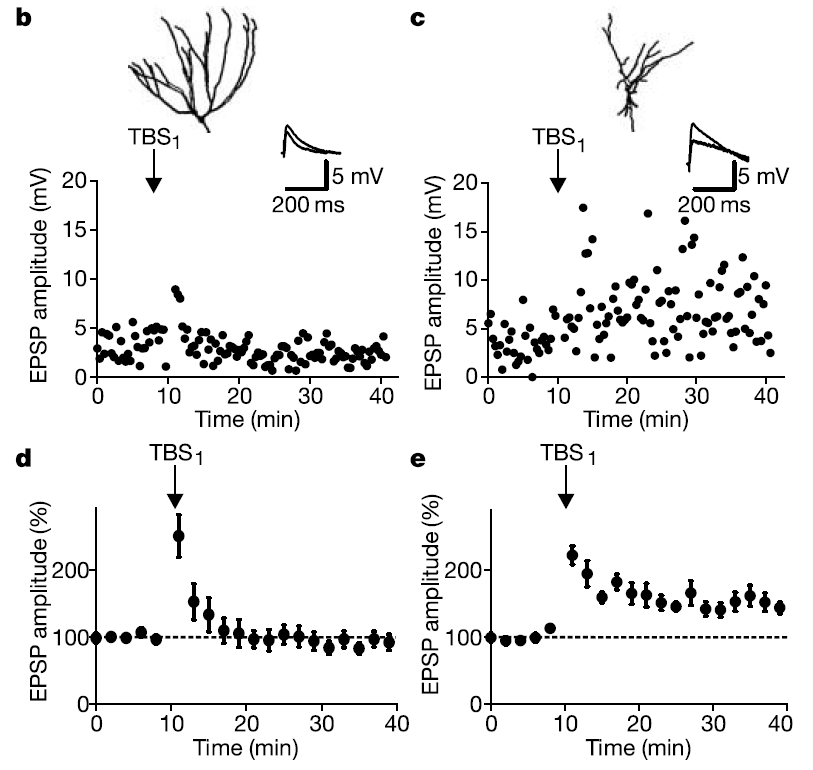 b
TBS1
5 mV
200 ms
EPSP amplitude (mV)
20
15
10
5
0
0 10 20 30 40
Time (min)
c
TBS1
5 mV
200 ms
EPSP amplitude (mV)
20
15
10
5
0
0 10 20 30 40
Time (min)
d
TBS1
EPSP amplitude (%)
200
100
0
0 10 20 30 40
Time (min)
e
TBS1
EPSP amplitude (%)
200
100
0
0 10 20 30 40
Time (min)